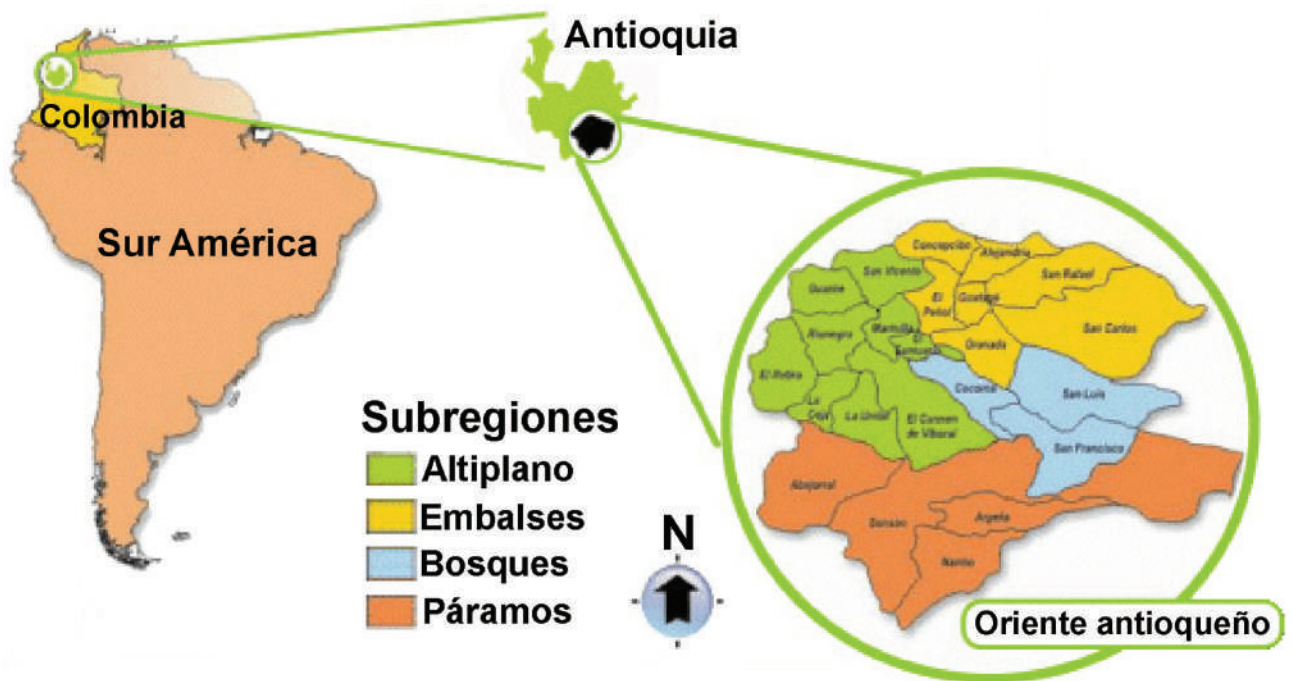 Antioquia
Colombia
Sur América
Subregiones
Altiplano
Embalses
Bosques
Páramos
N
Concepción
Alejandría
San Vicente
San Rafael
Guarne
El
Peñol
Guatapé
San Carlos
Marinilla
Rionegro
El
Santuario
Granada
El Retiro
Cocorná
San Luis
La
Ceja
La Unión
El Carmen
de Viboral
San Francisco
Abejorral
Sonsón
Argelia
Nariño
Oriente antioqueño